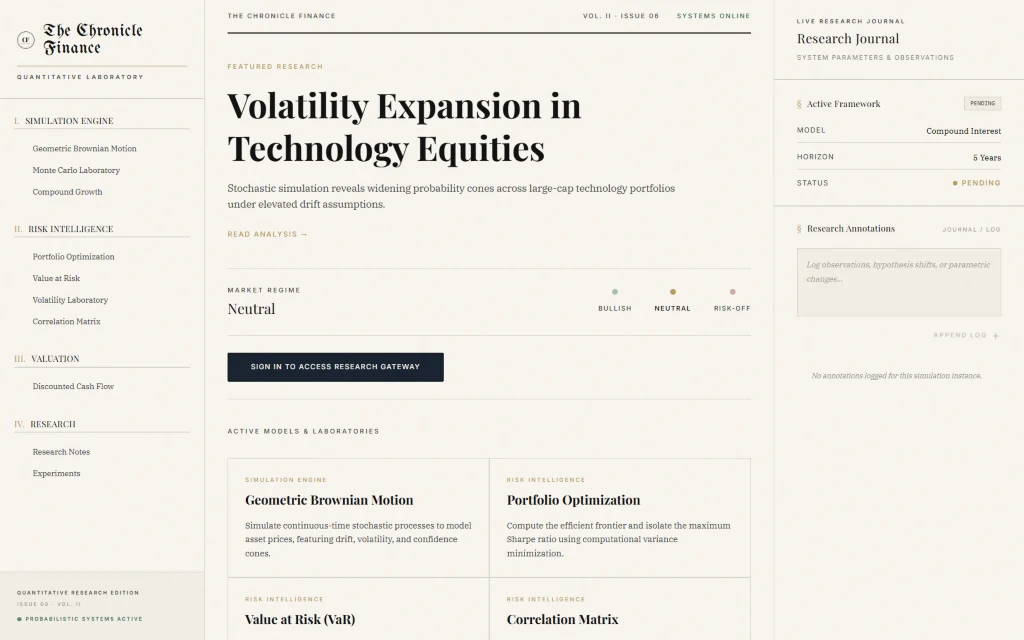 CF
The Chronicle
Finance
QUANTITATIVE LABORATORY
I. SIMULATION ENGINE
Geometric Brownian Motion
Monte Carlo Laboratory
Compound Growth
II. RISK INTELLIGENCE
Portfolio Optimization
Value at Risk
Volatility Laboratory
Correlation Matrix
III. VALUATION
Discounted Cash Flow
IV. RESEARCH
Research Notes
Experiments
QUANTITATIVE RESEARCH EDITION
ISSUE 06 · VOL. II
PROBABILISTIC SYSTEMS ACTIVE
THE CHRONICLE FINANCE
VOL. II · ISSUE 06 SYSTEMS ONLINE
FEATURED RESEARCH
Volatility Expansion in
Technology Equities
Stochastic simulation reveals widening probability cones across large-cap technology portfolios
under elevated drift assumptions.
READ ANALYSIS →
MARKET REGIME
Neutral
BULLISH NEUTRAL RISK-OFF
SIGN IN TO ACCESS RESEARCH GATEWAY
ACTIVE MODELS & LABORATORIES
SIMULATION ENGINE
Geometric Brownian Motion
Simulate continuous-time stochastic processes to model
asset prices, featuring drift, volatility, and confidence
cones.
RISK INTELLIGENCE
Portfolio Optimization
Compute the efficient frontier and isolate the maximum
Sharpe ratio using computational variance
minimization.
RISK INTELLIGENCE
Value at Risk (VaR)
RISK INTELLIGENCE
Correlation Matrix
LIVE RESEARCH JOURNAL
Research Journal
SYSTEM PARAMETERS & OBSERVATIONS
§ Active Framework PENDING
MODEL Compound Interest
HORIZON 5 Years
STATUS PENDING
§ Research Annotations JOURNAL / LOG
Log observations, hypothesis shifts, or parametric
changes...
APPEND LOG +
No annotations logged for this simulation instance.